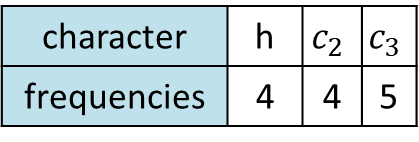 character h c₂ c₃
frequencies 4 4 5